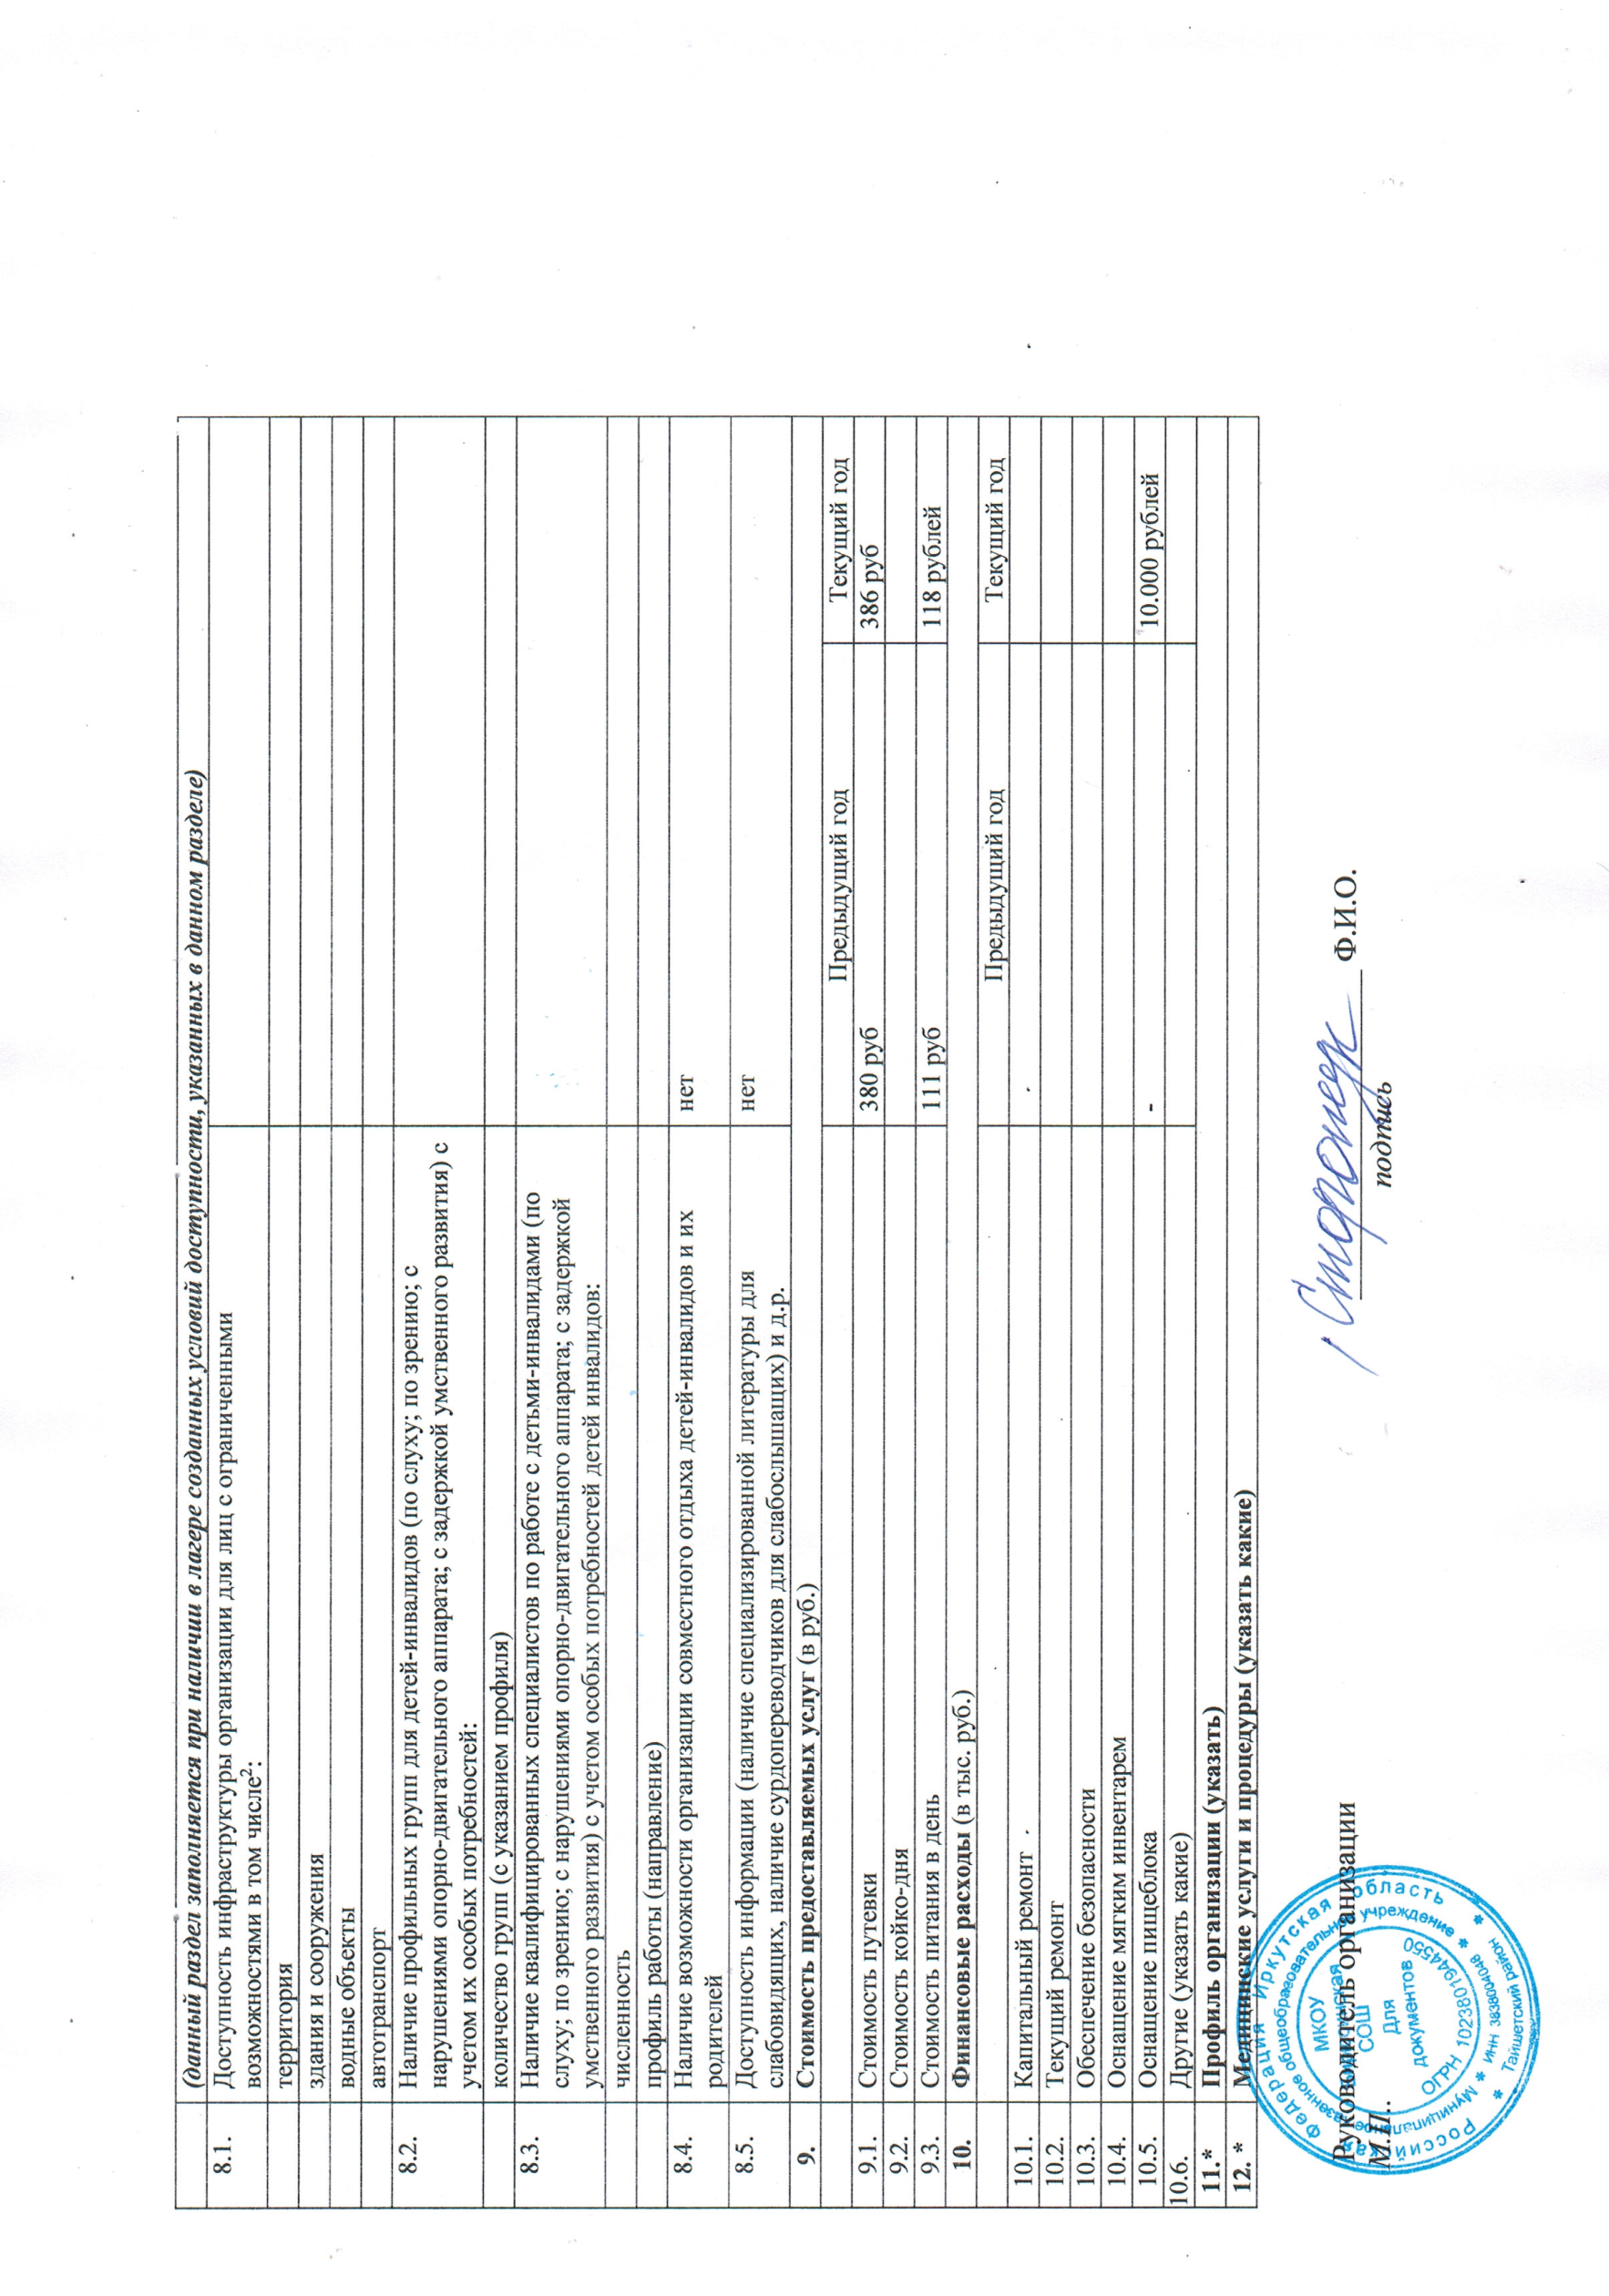 (данный раздел заполняется при наличии в лагере созданных условий доступности, указанных в данном разделе)
8.1. Доступность инфраструктуры организации для лиц с ограниченными
возможностями в том числе²:
территория
здания и сооружения
водные объекты
автотранспорт
8.2. Наличие профильных групп для детей-инвалидов (по слуху; по зрению; с
нарушениями опорно-двигательного аппарата; с задержкой умственного развития) с
учетом их особых потребностей:
количество групп (с указанием профиля)
8.3. Наличие квалифицированных специалистов по работе с детьми-инвалидами (по
слуху; по зрению; с нарушениями опорно-двигательного аппарата; с задержкой
умственного развития) с учетом особых потребностей детей инвалидов:
численность
профиль работы (направление)
8.4. Наличие возможности организации совместного отдыха детей-инвалидов и их нет
родителей
8.5. Доступность информации (наличие специализированной литературы для нет
слабовидящих, наличие сурдопереводчиков для слабослышащих) и д.р.
9. Стоимость предоставляемых услуг (в руб.)
Предыдущий год Текущий год
9.1. Стоимость путевки 380 руб 386 руб
9.2. Стоимость койко-дня
9.3. Стоимость питания в день 111 руб 118 рублей
10. Финансовые расходы (в тыс. руб.)
Предыдущий год Текущий год
10.1. Капитальный ремонт
10.2. Текущий ремонт
10.3. Обеспечение безопасности
10.4. Оснащение мягким инвентарем
10.5. Оснащение пищеблока - 10.000 рублей
10.6. Другие (указать какие)
11.* Профиль организации (указать)
12. * Медицинские услуги и процедуры (указать какие)
Руководитель организации Ф.И.О.
М.П.. подпись
Российская Федерация Иркутская область
Тайшетский район
Муниципальное казенное общеобразовательное учреждение
ИНН 3838004048
ОГРН 1023801944550
МКОУ
СОШ
Для
документов